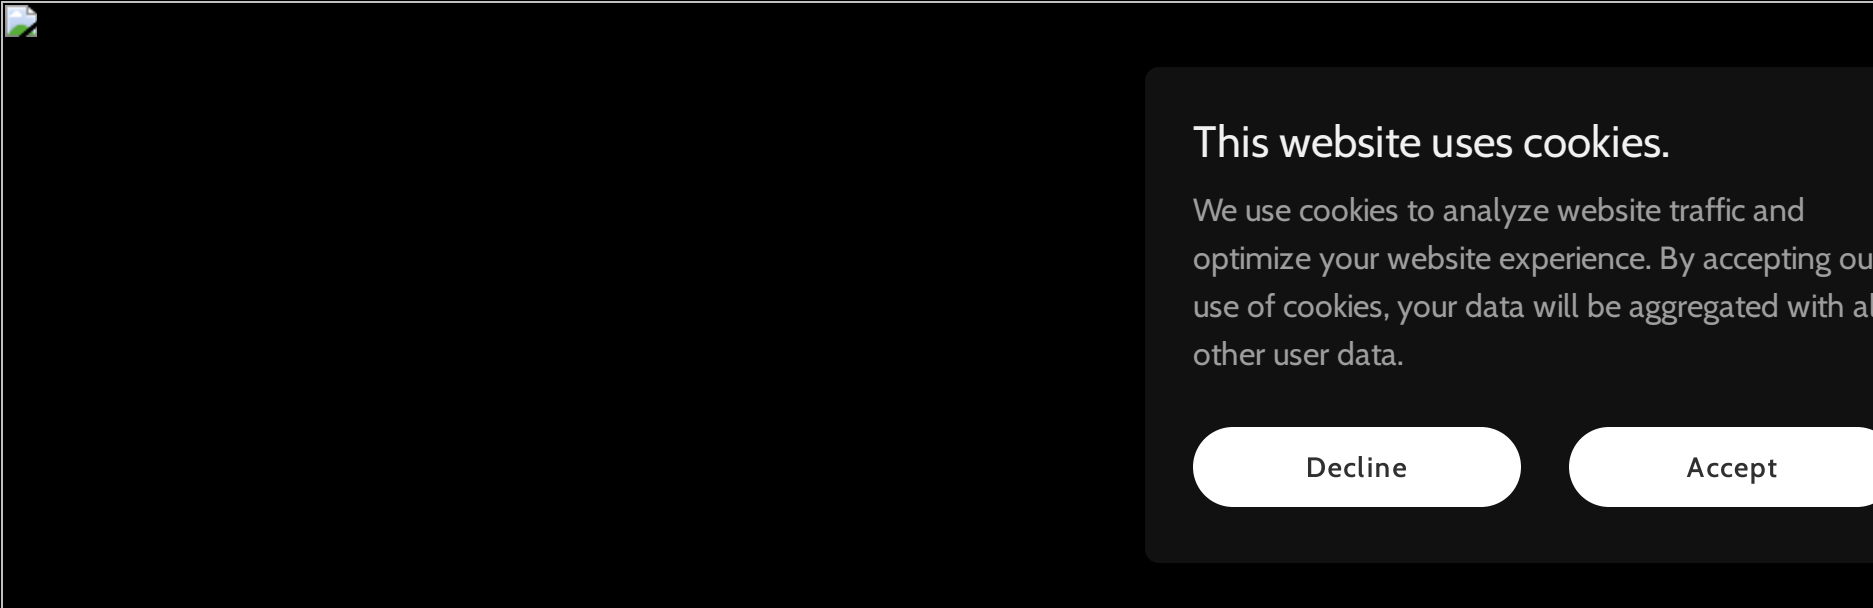 This website uses cookies.
We use cookies to analyze website traffic and
optimize your website experience. By accepting
use of cookies, your data will be aggregated with
other user data.
Decline
Accept